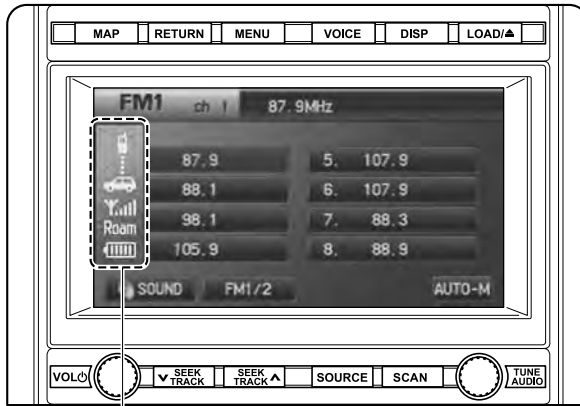 MAP RETURN MENU VOICE DISP LOAD/⏏
FM1 ch 1 87.9MHz
87.9 5. 107.9
88.1 6. 107.9
Roam 98.1 7. 88.3
105.9 8. 88.9
SOUND FM1/2 AUTO-M
VOL⏻ ∨ SEEK TRACK SEEK TRACK ∧ SOURCE SCAN TUNE AUDIO